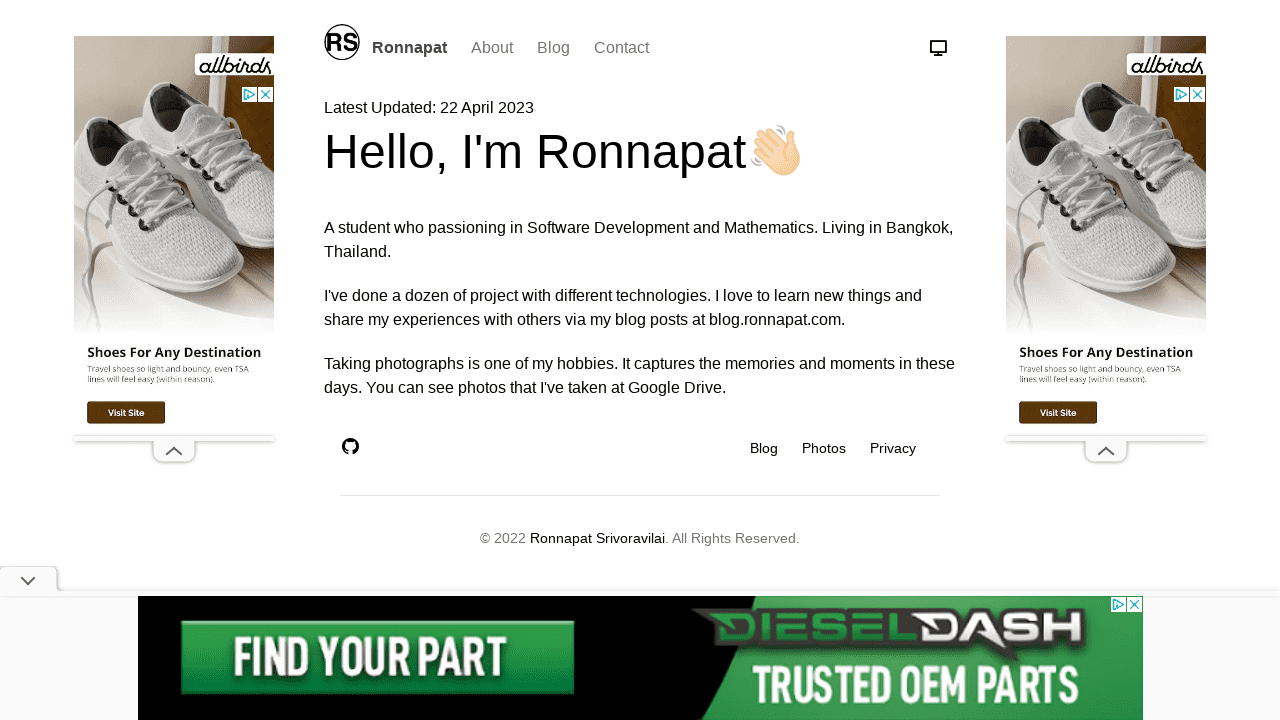 RS
Ronnapat About Blog Contact
Latest Updated: 22 April 2023
Hello, I'm Ronnapat
A student who passioning in Software Development and Mathematics. Living in Bangkok,
Thailand.
I've done a dozen of project with different technologies. I love to learn new things and
share my experiences with others via my blog posts at blog.ronnapat.com.
Taking photographs is one of my hobbies. It captures the memories and moments in these
days. You can see photos that I've taken at Google Drive.
Blog Photos Privacy
© 2022 Ronnapat Srivoravilai. All Rights Reserved.
allbirds
Shoes For Any Destination
Travel shoes so light and bouncy, even TSA
lines will feel easy (within reason).
Visit Site
allbirds
Shoes For Any Destination
Travel shoes so light and bouncy, even TSA
lines will feel easy (within reason).
Visit Site
FIND YOUR PART
DIESELDASH
TRUSTED OEM PARTS